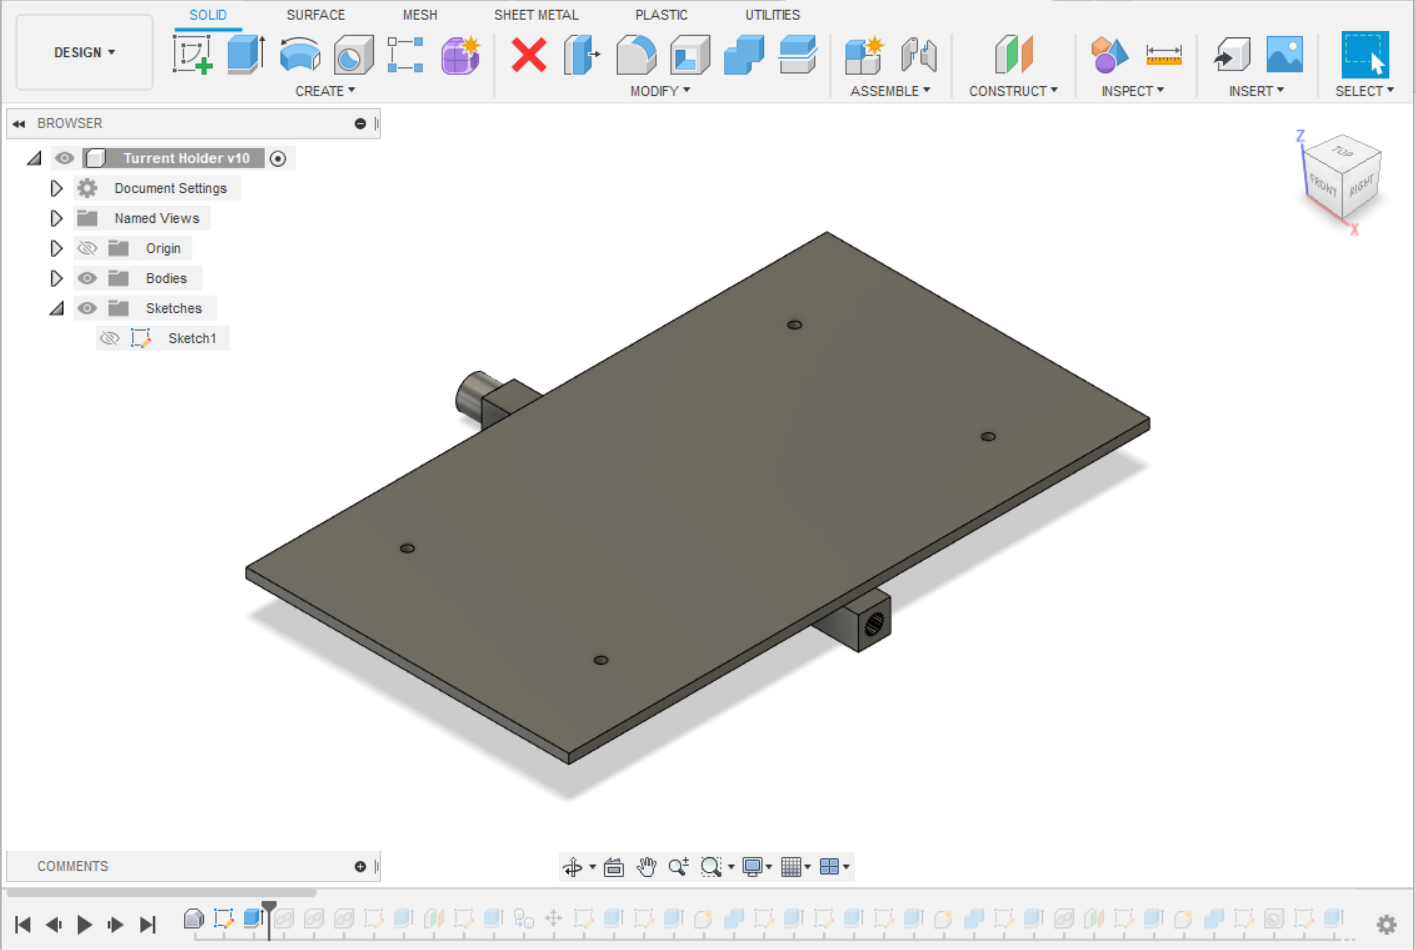 SOLID SURFACE MESH SHEET METAL PLASTIC UTILITIES
DESIGN
CREATE MODIFY ASSEMBLE CONSTRUCT INSPECT INSERT SELECT
BROWSER
Turrent Holder v10
Document Settings
Named Views
Origin
Bodies
Sketches
Sketch1
Z
TOP
FRONT
RIGHT
X
COMMENTS